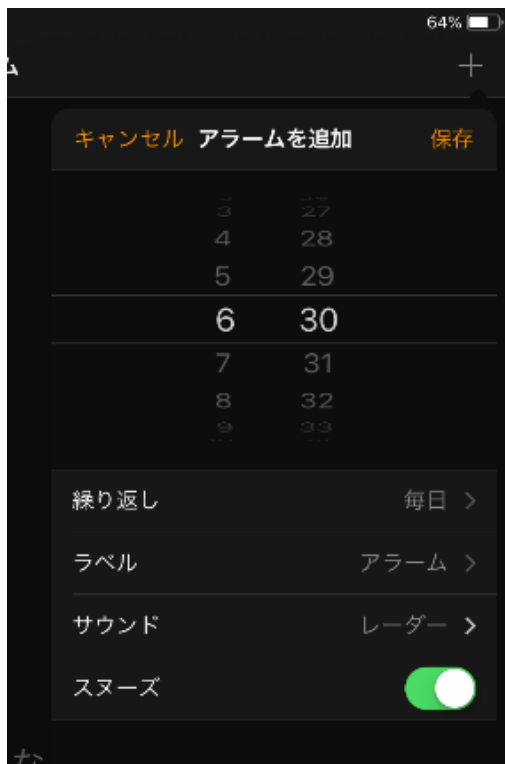 64%
ム
キャンセル アラームを追加 保存
3 27
4 28
5 29
6 30
7 31
8 32
9 33
繰り返し 毎日
ラベル アラーム
サウンド レーダー
スヌーズ
な